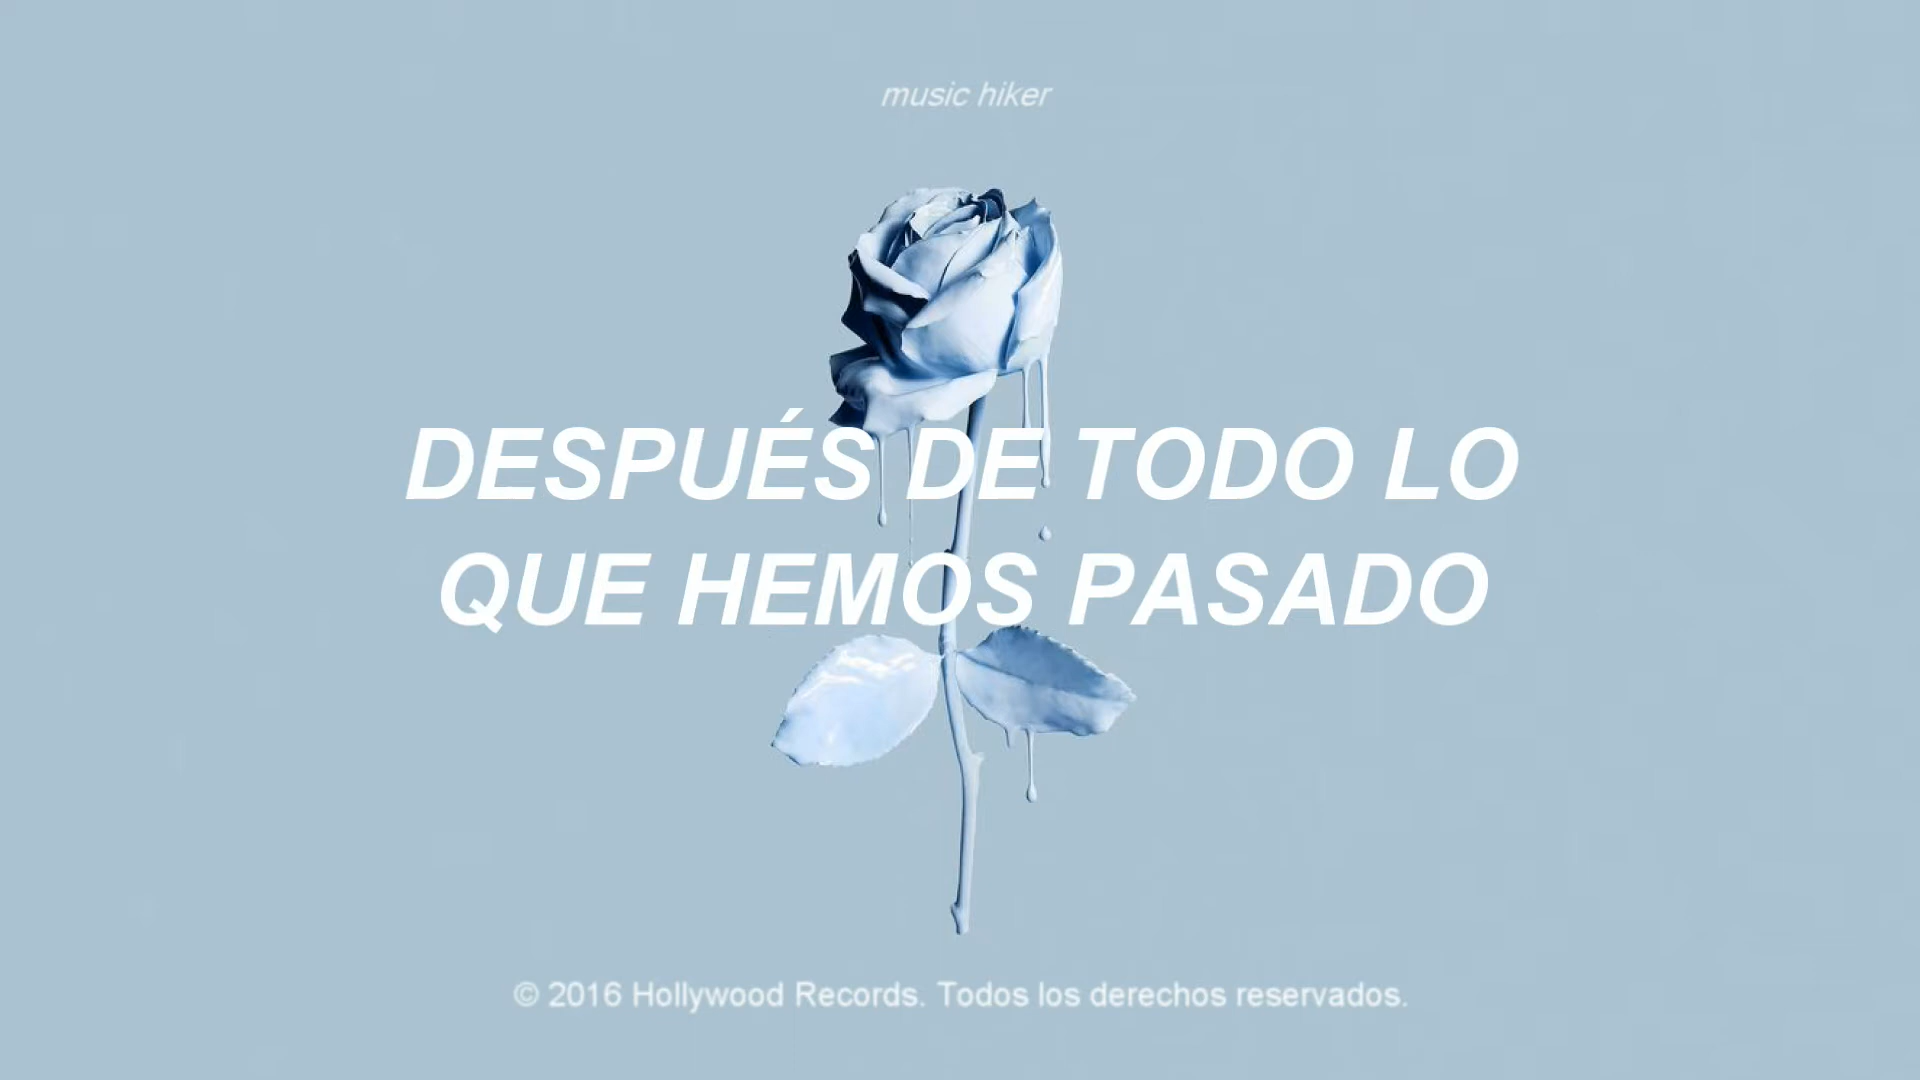 music hiker
DESPUÉS DE TODO LO
QUE HEMOS PASADO
© 2016 Hollywood Records. Todos los derechos reservados.